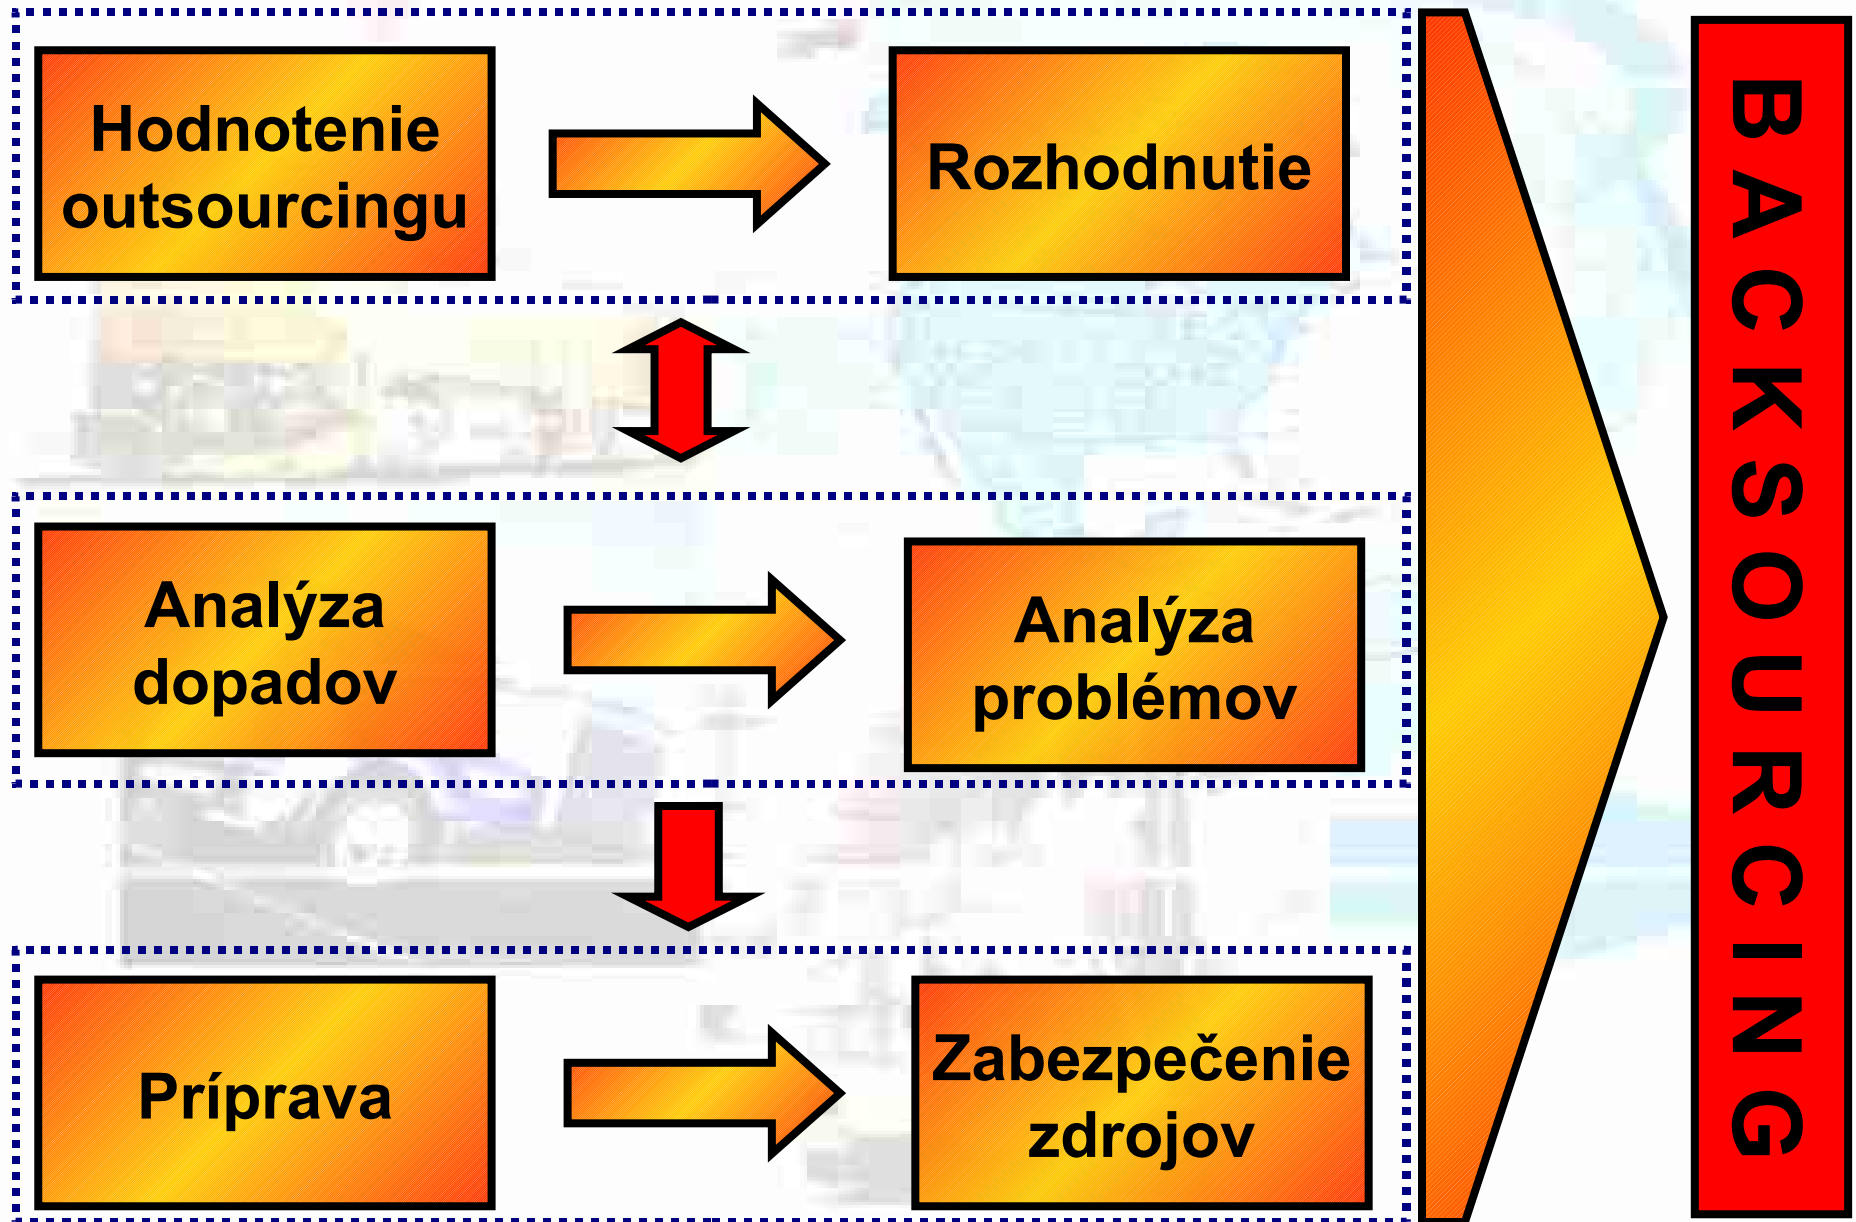 Hodnotenie
outsourcingu
Rozhodnutie
Analýza
dopadov
Analýza
problémov
Príprava
Zabezpečenie
zdrojov
BACKSOURCING